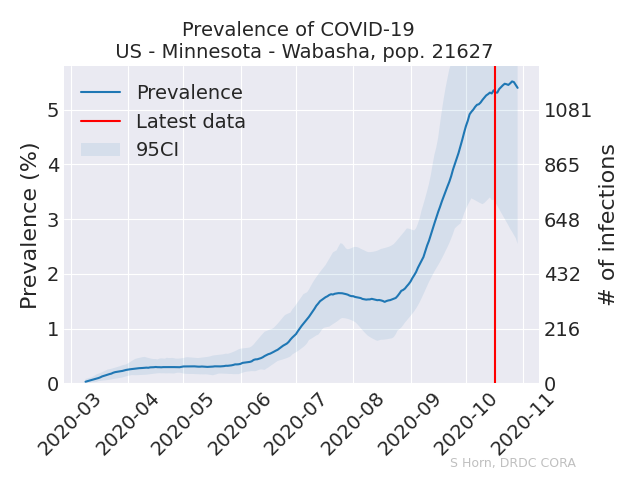 Prevalence of COVID-19
US - Minnesota - Wabasha, pop. 21627
Prevalence
Latest data
95CI
Prevalence (%)
5
4
3
2
1
0
1081
865
648
432
216
0
# of infections
2020-03
2020-04
2020-05
2020-06
2020-07
2020-08
2020-09
2020-10
2020-11
S Horn, DRDC CORA